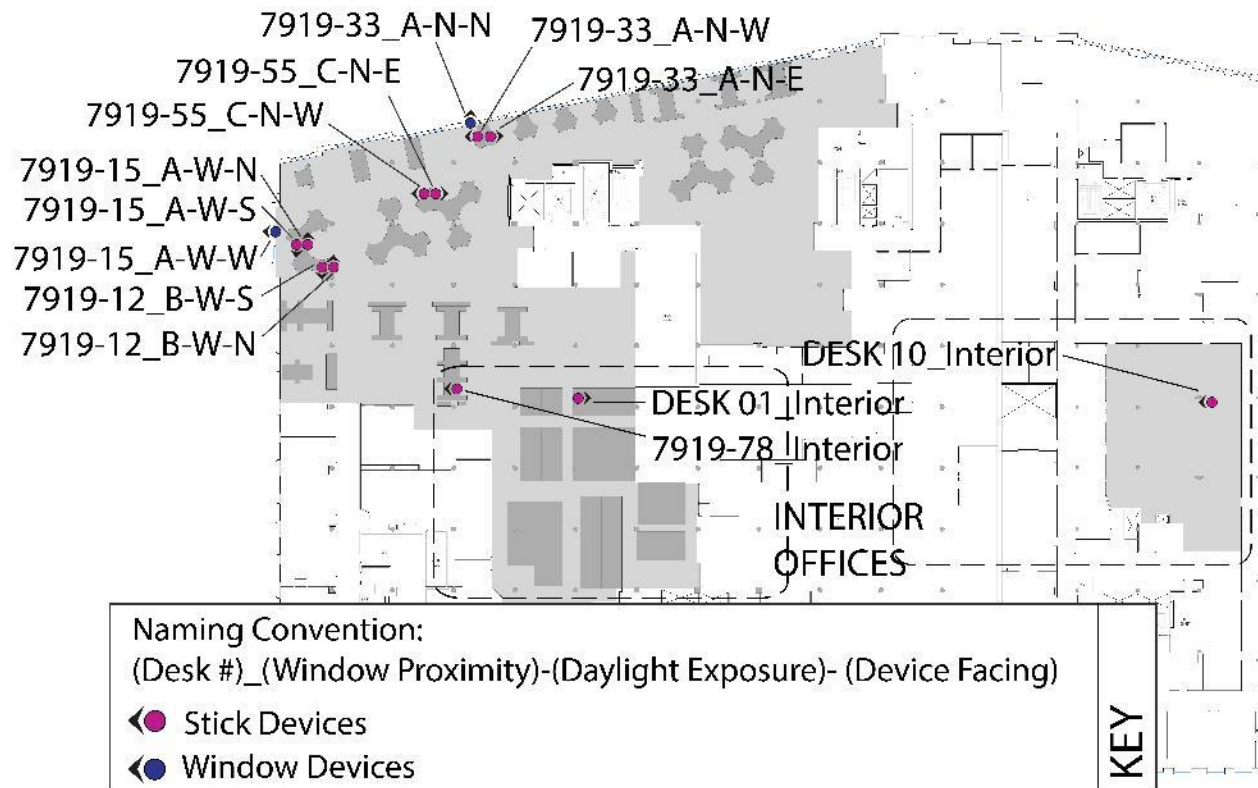 7919-33_A-N-N
7919-33_A-N-W
7919-55_C-N-E
7919-33_A-N-E
7919-55_C-N-W
7919-15_A-W-N
7919-15_A-W-S
7919-15_A-W-W
7919-12_B-W-S
7919-12_B-W-N
DESK 10_Interior
DESK 01_Interior
7919-78_Interior
INTERIOR
OFFICES
Naming Convention:
(Desk #)_(Window Proximity)-(Daylight Exposure)- (Device Facing)
Stick Devices
Window Devices
KEY